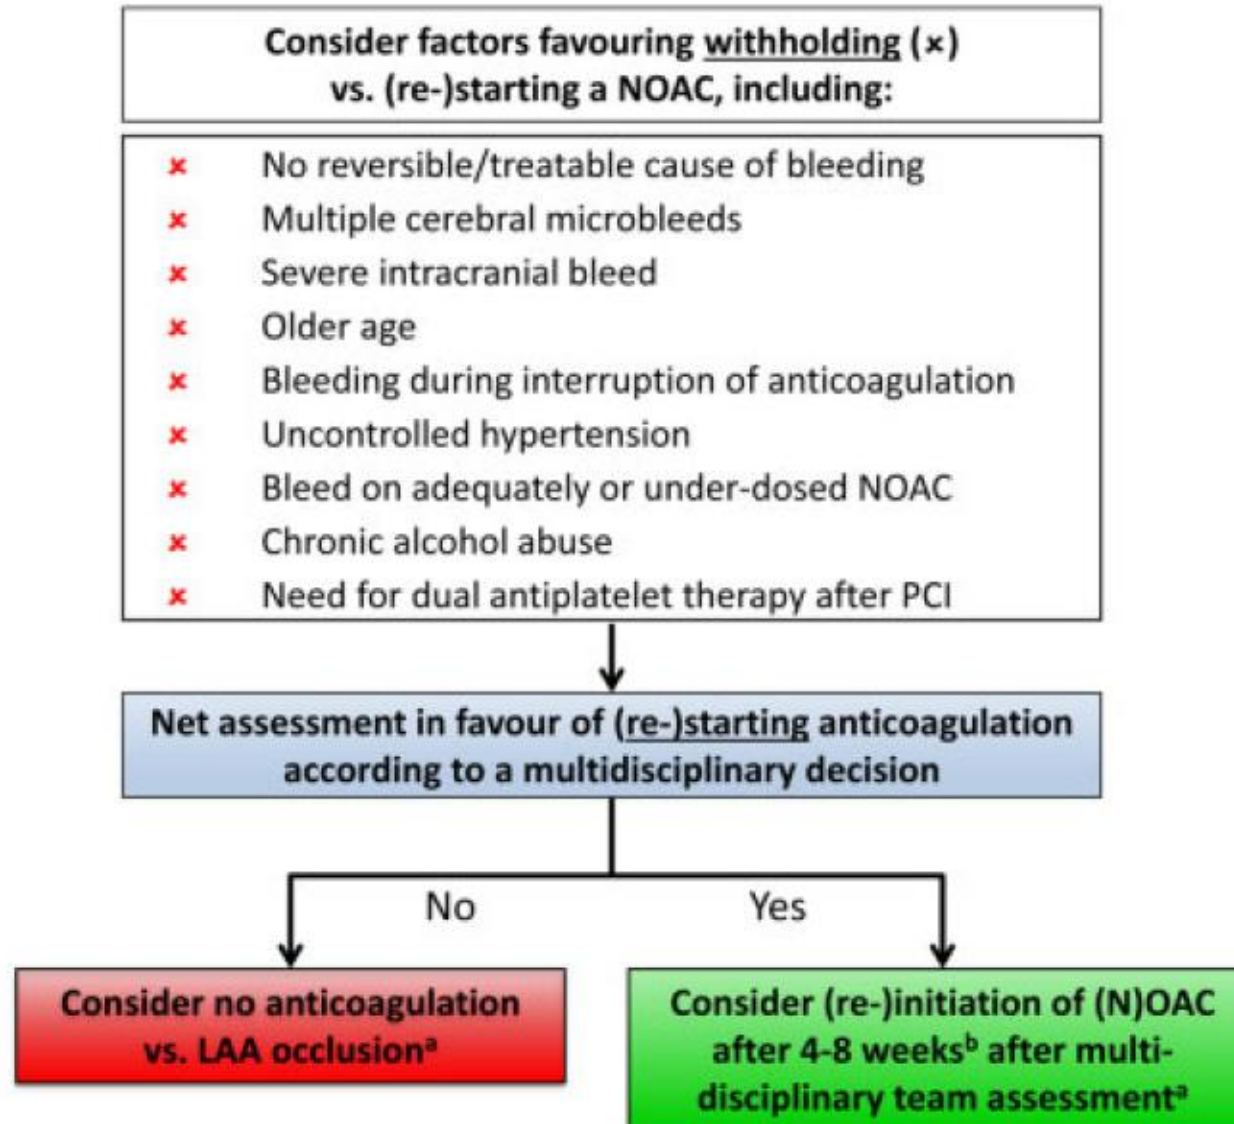 Consider factors favouring withholding (×)
vs. (re-)starting a NOAC, including:
× No reversible/treatable cause of bleeding
× Multiple cerebral microbleeds
× Severe intracranial bleed
× Older age
× Bleeding during interruption of anticoagulation
× Uncontrolled hypertension
× Bleed on adequately or under-dosed NOAC
× Chronic alcohol abuse
× Need for dual antiplatelet therapy after PCI
Net assessment in favour of (re-)starting anticoagulation
according to a multidisciplinary decision
No
Yes
Consider no anticoagulation
vs. LAA occlusionᵃ
Consider (re-)initiation of (N)OAC
after 4-8 weeksᵇ after multi-
disciplinary team assessmentᵃ